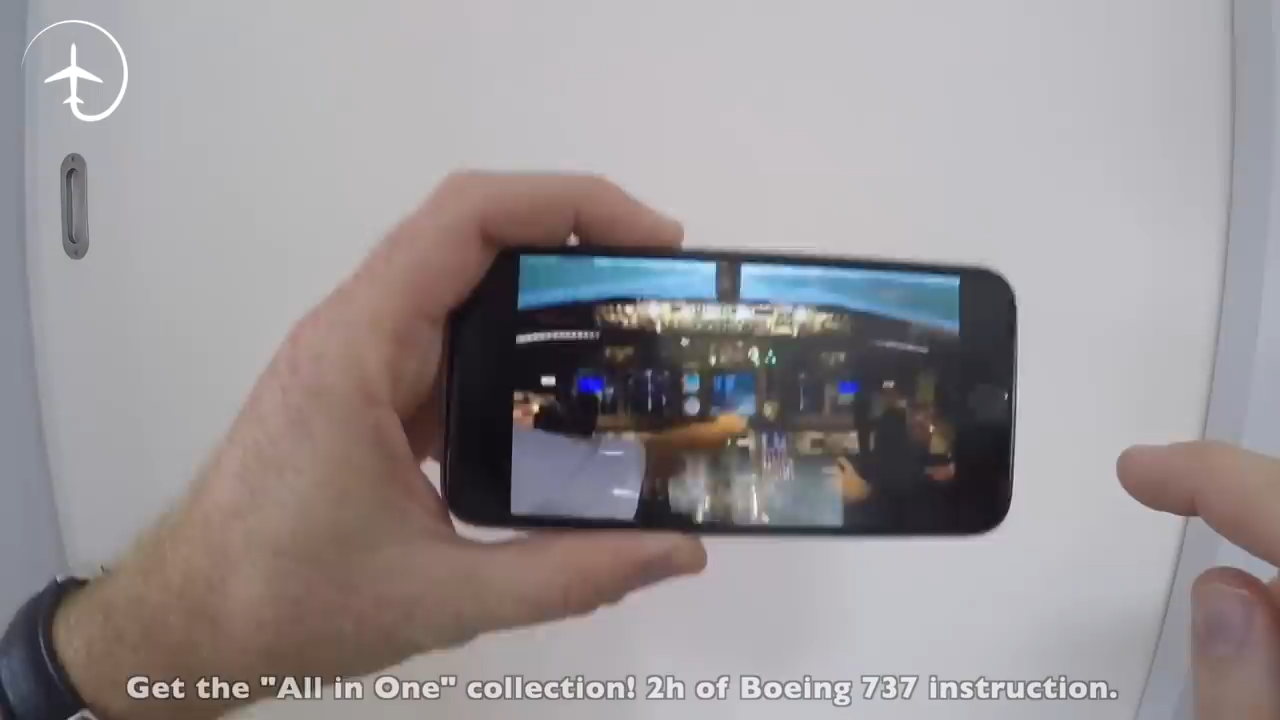 Get the "All in One" collection! 2h of Boeing 737 instruction.